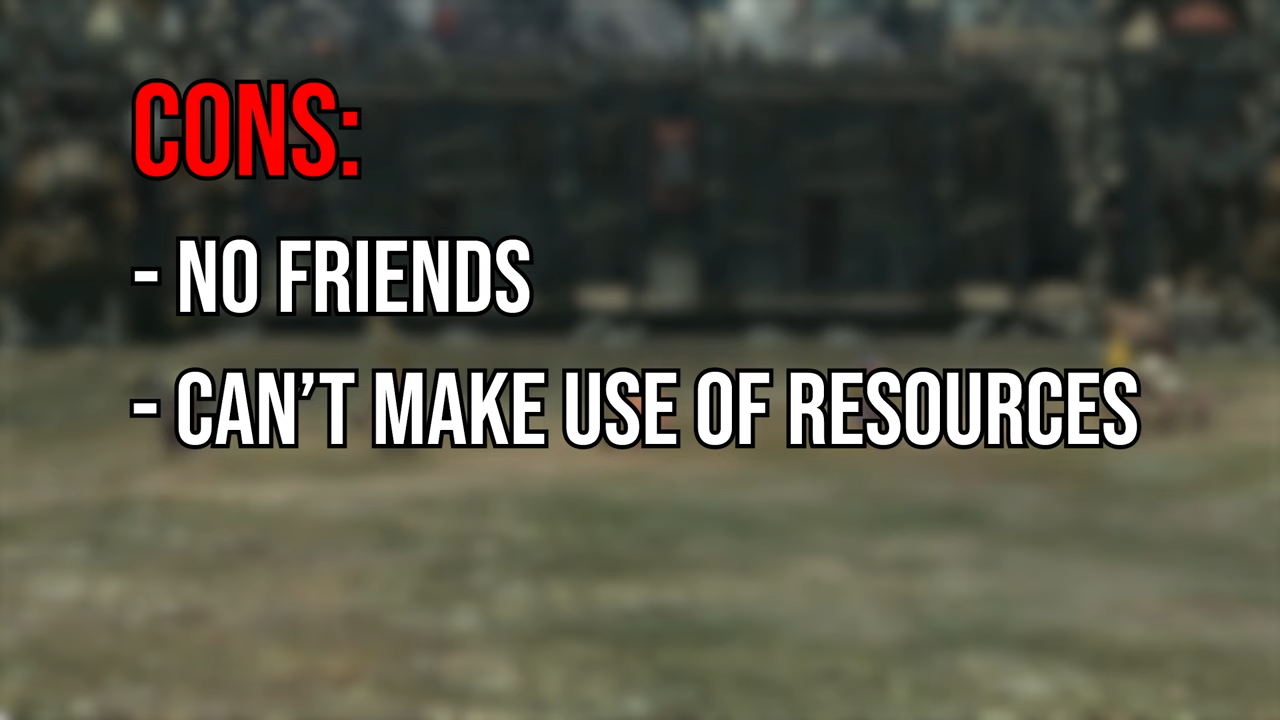 CONS:
- NO FRIENDS
- CAN’T MAKE USE OF RESOURCES